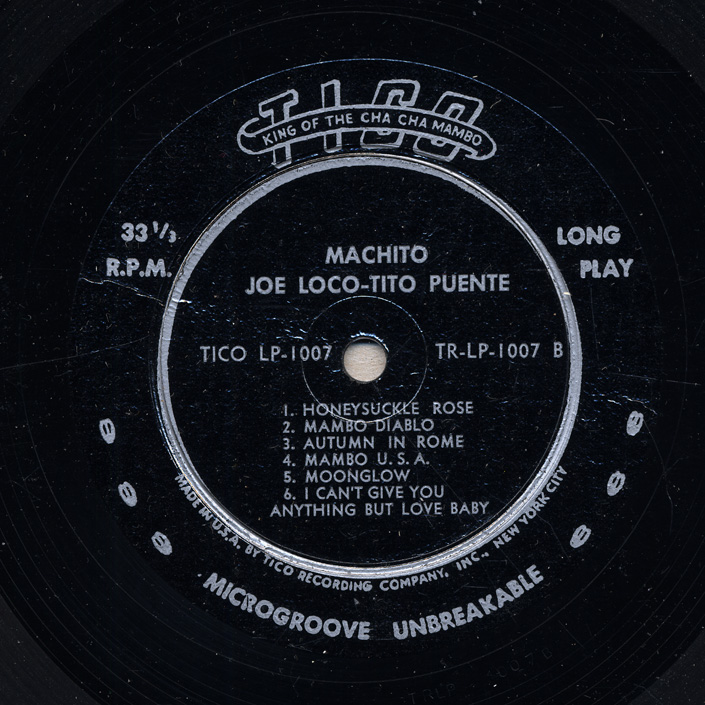 TICO
KING OF THE CHA CHA MAMBO
33 1/3
R.P.M.
LONG
PLAY
MACHITO
JOE LOCO-TITO PUENTE
TICO LP-1007
TR-LP-1007 B
1. HONEYSUCKLE ROSE
2. MAMBO DIABLO
3. AUTUMN IN ROME
4. MAMBO U.S.A.
5. MOONGLOW
6. I CAN'T GIVE YOU
ANYTHING BUT LOVE BABY
MADE IN U.S.A. BY TICO RECORDING COMPANY, INC., NEW YORK CITY
MICROGROOVE UNBREAKABLE